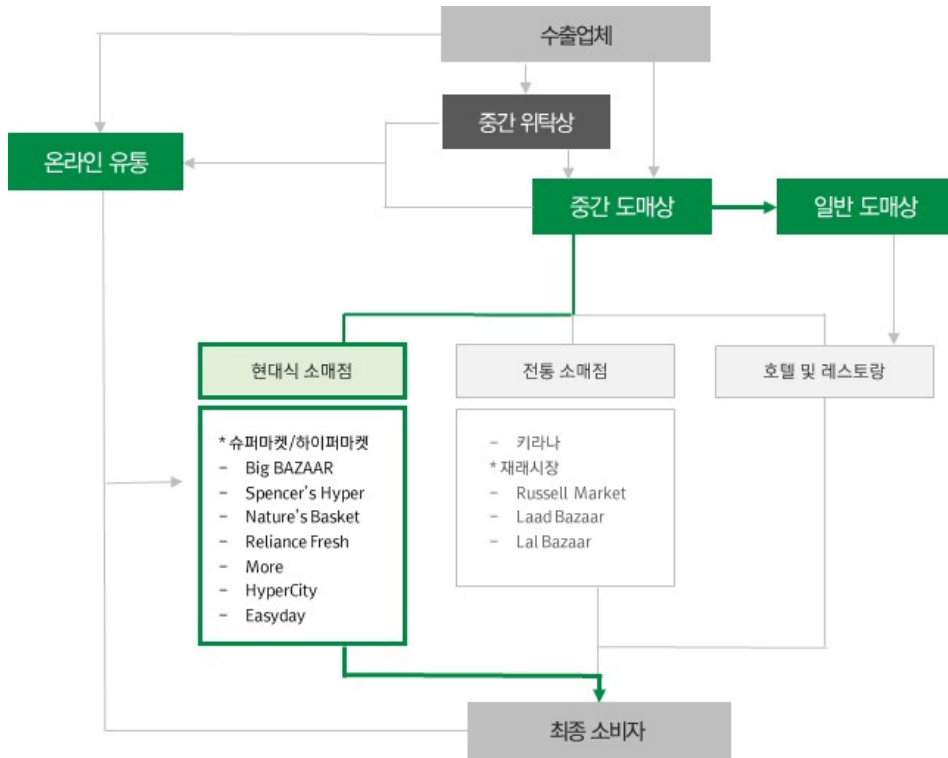 수출업체
중간 위탁상
온라인 유통
중간 도매상
일반 도매상
현대식 소매점
전통 소매점
호텔 및 레스토랑
* 슈퍼마켓/하이퍼마켓
- Big BAZAAR
- Spencer's Hyper
- Nature's Basket
- Reliance Fresh
- More
- HyperCity
- Easyday
- 키라나
* 재래시장
- Russell Market
- Laad Bazaar
- Lal Bazaar
최종 소비자